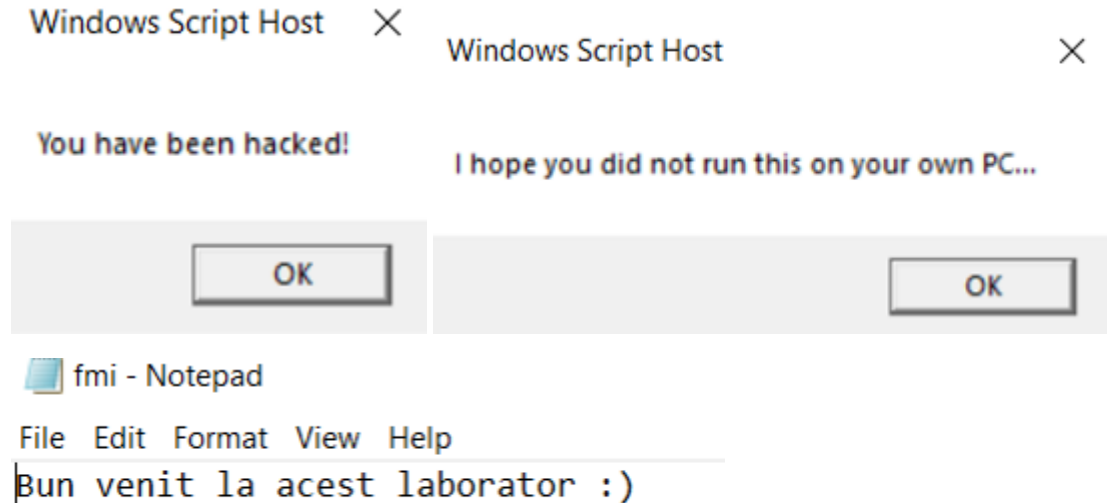 Windows Script Host
You have been hacked!
OK
Windows Script Host
I hope you did not run this on your own PC...
OK
fmi - Notepad
File Edit Format View Help
Bun venit la acest laborator :)